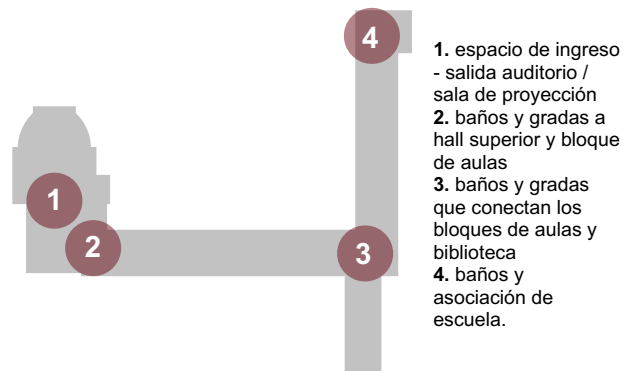 4
1
2
3
1. espacio de ingreso
- salida auditorio /
sala de proyección
2. baños y gradas a
hall superior y bloque
de aulas
3. baños y gradas
que conectan los
bloques de aulas y
biblioteca
4. baños y
asociación de
escuela.